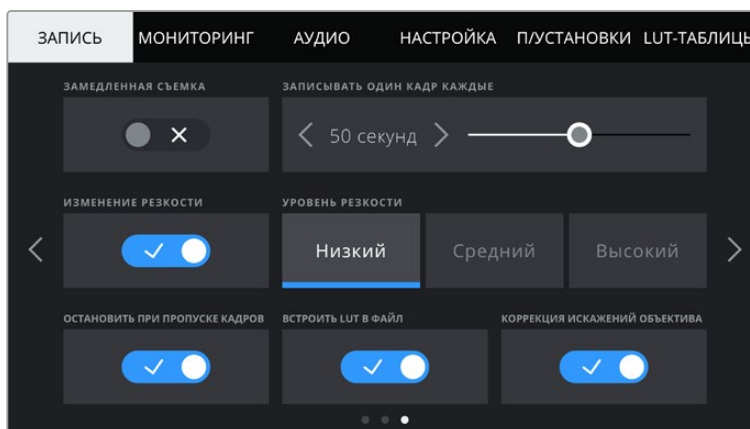 ЗАПИСЬ МОНИТОРИНГ АУДИО НАСТРОЙКА П/УСТАНОВКИ LUT-ТАБЛИЦЫ
ЗАМЕДЛЕННАЯ СЪЕМКА ЗАПИСЫВАТЬ ОДИН КАДР КАЖДЫЕ
50 секунд
ИЗМЕНЕНИЕ РЕЗКОСТИ УРОВЕНЬ РЕЗКОСТИ
Низкий Средний Высокий
ОСТАНОВИТЬ ПРИ ПРОПУСКЕ КАДРОВ ВСТРОИТЬ LUT В ФАЙЛ КОРРЕКЦИЯ ИСКАЖЕНИЙ ОБЪЕКТИВА